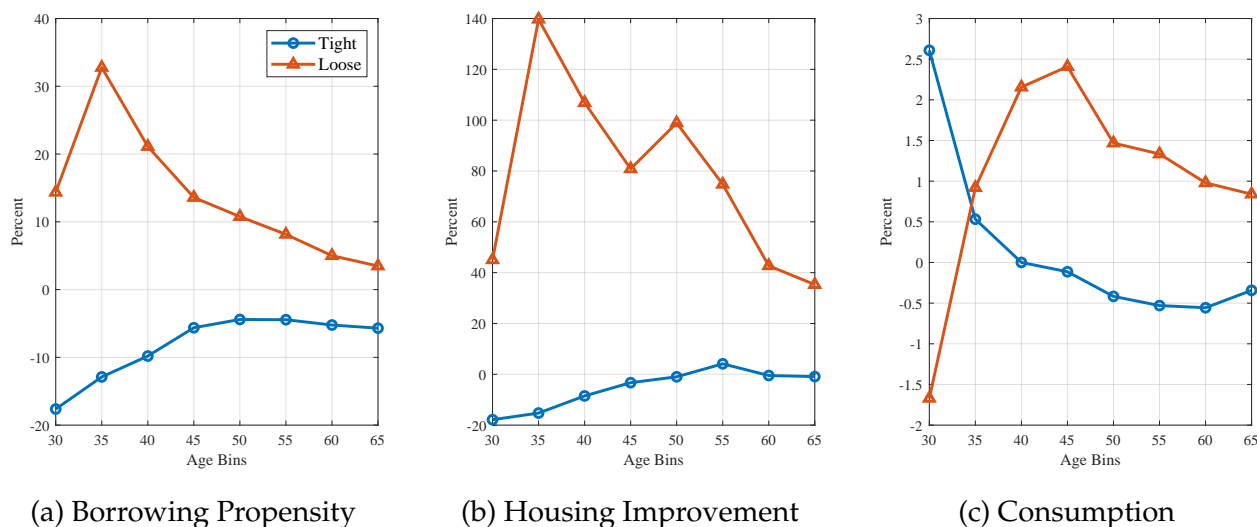 40
30
20
10
0
-10
-20
Percent
30 35 40 45 50 55 60 65
Age Bins
Tight
Loose
(a) Borrowing Propensity
140
120
100
80
60
40
20
0
-20
Percent
30 35 40 45 50 55 60 65
Age Bins
(b) Housing Improvement
3
2.5
2
1.5
1
0.5
0
-0.5
-1
-1.5
-2
Percent
30 35 40 45 50 55 60 65
Age Bins
(c) Consumption